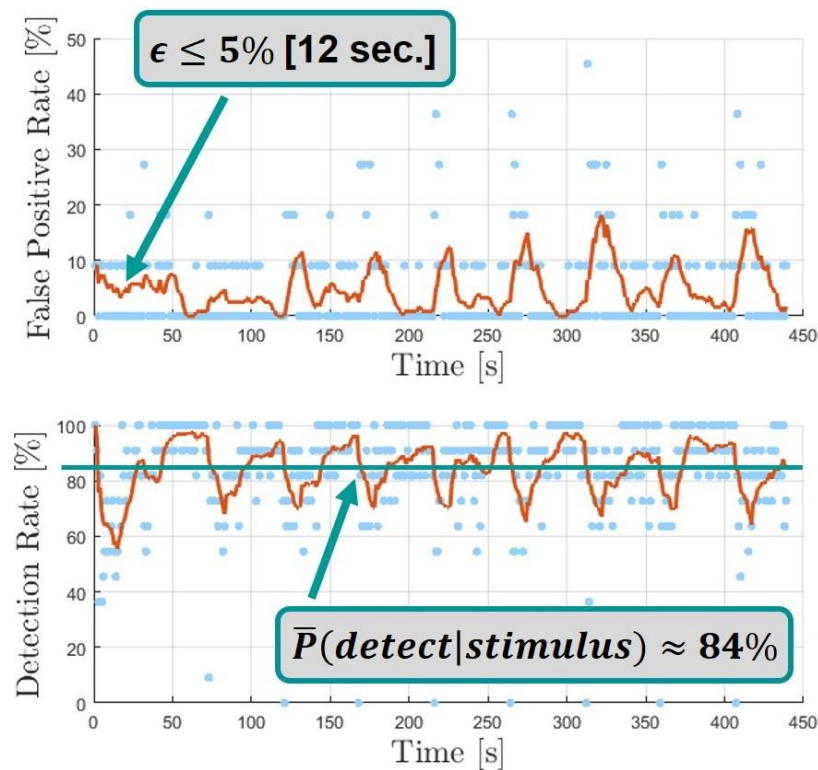 ϵ ≤ 5% [12 sec.]
False Positive Rate [%]
50
40
30
20
10
0
0 50 100 150 200 250 300 350 400 450
Time [s]
Detection Rate [%]
100
80
60
40
20
0
P̅(detect|stimulus) ≈ 84%
0 50 100 150 200 250 300 350 400 450
Time [s]